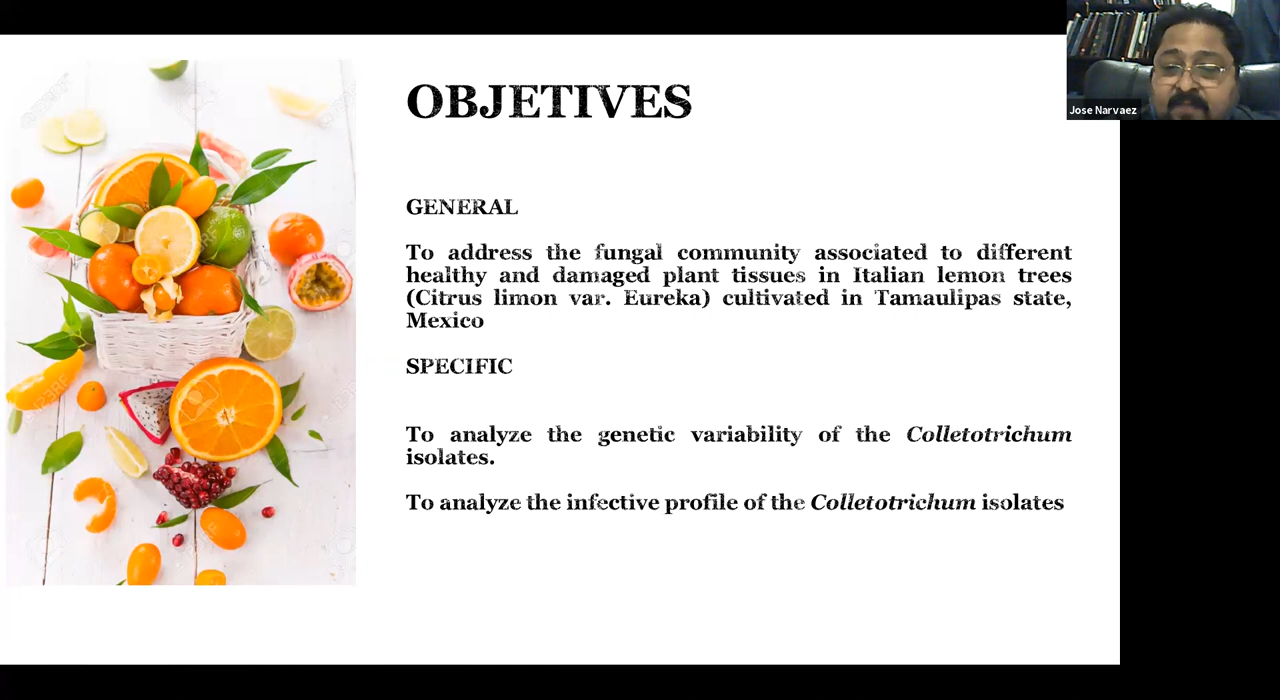 OBJETIVES
Jose Narvaez
GENERAL
To address the fungal community associated to different
healthy and damaged plant tissues in Italian lemon trees
(Citrus limon var. Eureka) cultivated in Tamaulipas state,
Mexico
SPECIFIC
To analyze the genetic variability of the Colletotrichum
isolates.
To analyze the infective profile of the Colletotrichum isolates